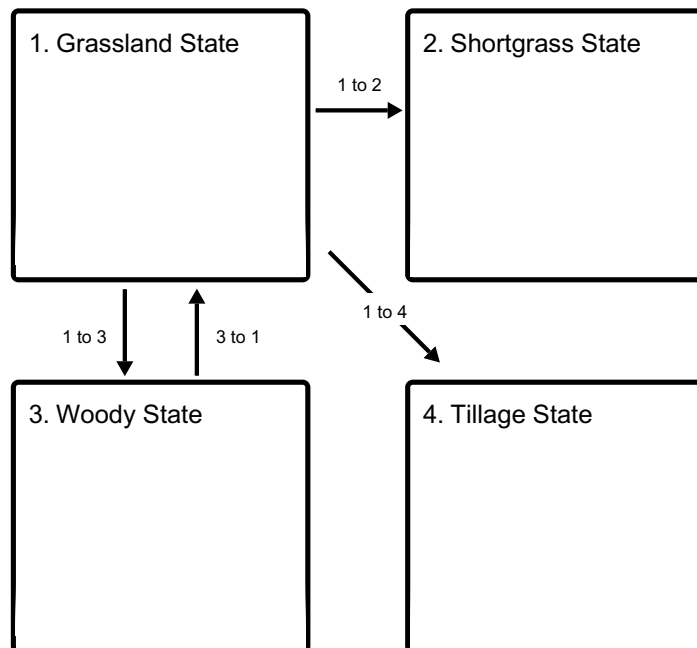 1. Grassland State
2. Shortgrass State
1 to 2
1 to 4
1 to 3
3 to 1
3. Woody State
4. Tillage State